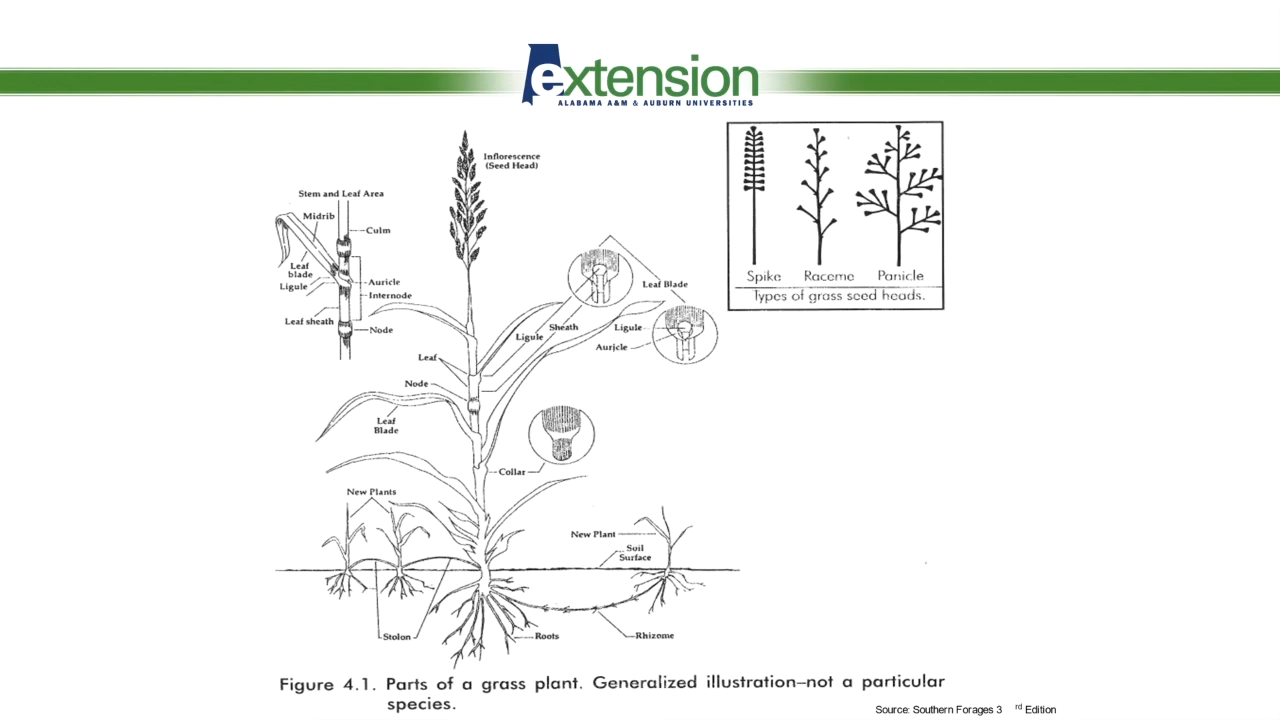 extension
ALABAMA A&M & AUBURN UNIVERSITIES
Inflorescence
(Seed Head)
Stem and Leaf Area
Midrib
Culm
Leaf
blade
Ligule
Auricle
Internode
Leaf sheath
Node
Leaf Blade
Sheath
Ligule
Ligule
Auricle
Leaf
Node
Leaf
Blade
Collar
New Plants
New Plant
Soil
Surface
Stolon
Roots
Rhizome
Spike Raceme Panicle
Types of grass seed heads.
Figure 4.1. Parts of a grass plant. Generalized illustration–not a particular
species.
Source: Southern Forages 3 rd Edition